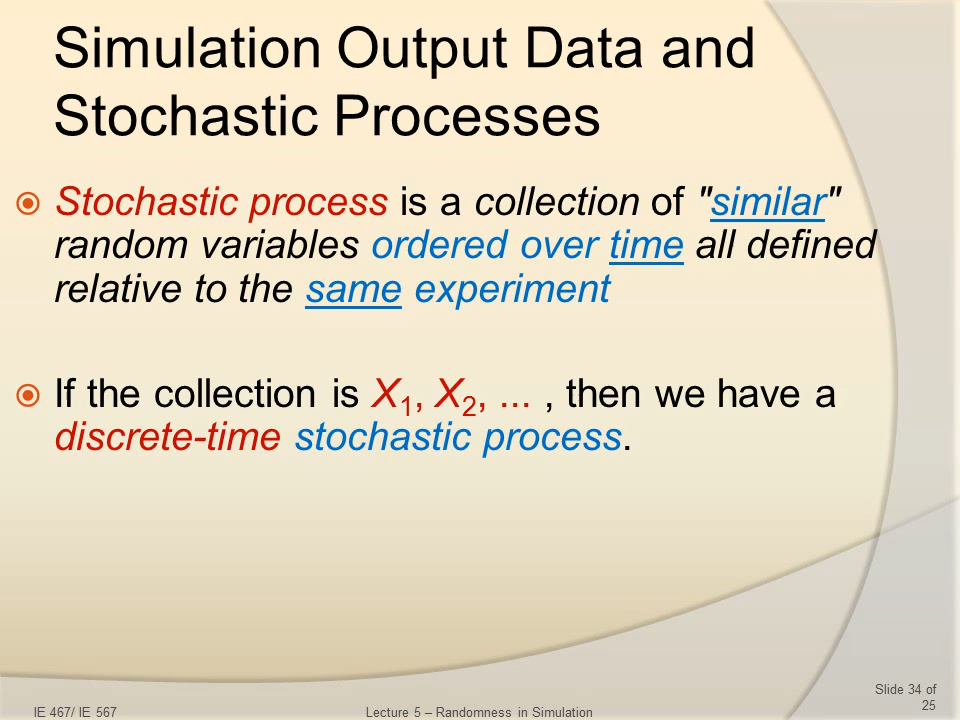 Simulation Output Data and
Stochastic Processes
Stochastic process is a collection of "similar"
random variables ordered over time all defined
relative to the same experiment
If the collection is X1, X2, ... , then we have a
discrete-time stochastic process.
Slide 34 of
25
IE 467/ IE 567
Lecture 5 – Randomness in Simulation